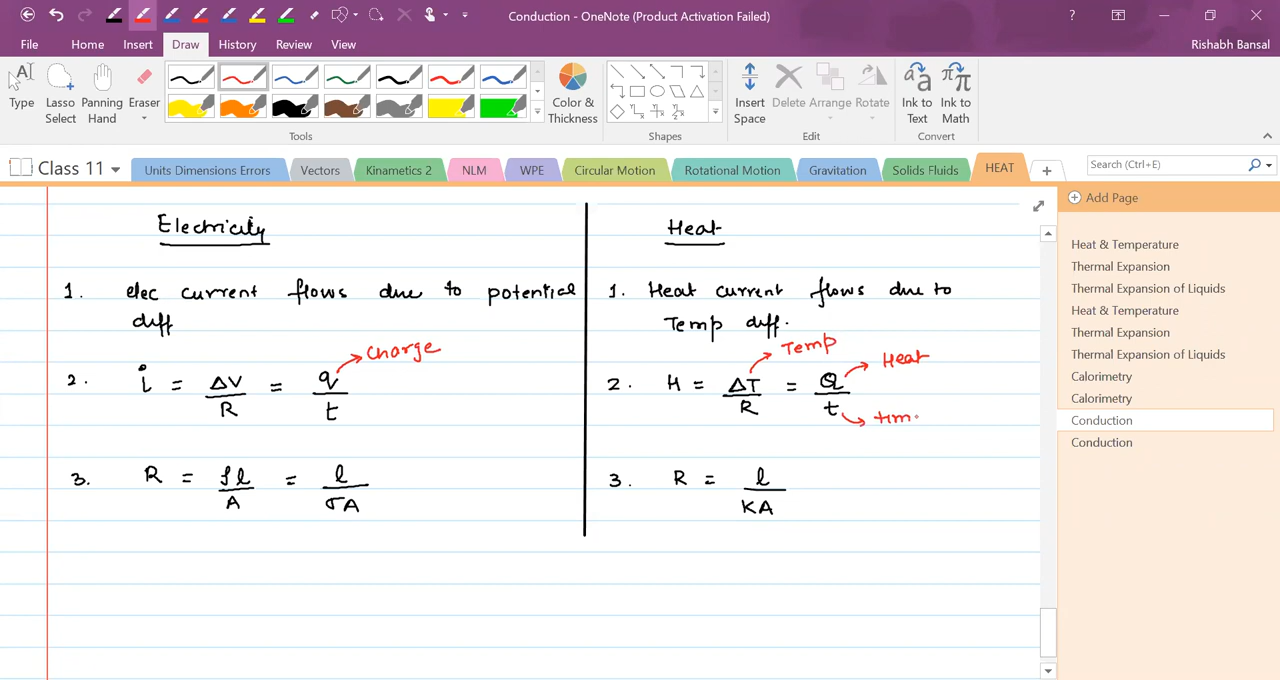 Conduction - OneNote (Product Activation Failed)
?
File Home Insert Draw History Review View
Rishabh Bansal
Type
Lasso Select
Panning Hand
Eraser
Color & Thickness
Insert Space
Delete
Arrange
Rotate
Ink to Text
Ink to Math
Tools
Shapes
Edit
Convert
Class 11
Units Dimensions Errors
Vectors
Kinametics 2
NLM
WPE
Circular Motion
Rotational Motion
Gravitation
Solids Fluids
HEAT
Search (Ctrl+E)
Add Page
Heat & Temperature
Thermal Expansion
Thermal Expansion of Liquids
Heat & Temperature
Thermal Expansion
Thermal Expansion of Liquids
Calorimetry
Calorimetry
Conduction
Conduction
Electricity
1. elec current flows due to potential
diff
2. i = ΔV/R = q/t
Charge
3. R = ρl/A = l/σA
Heat
1. Heat current flows due to
Temp diff.
Temp
2. H = ΔT/R = Q/t
Heat
tim
3. R = l/KA